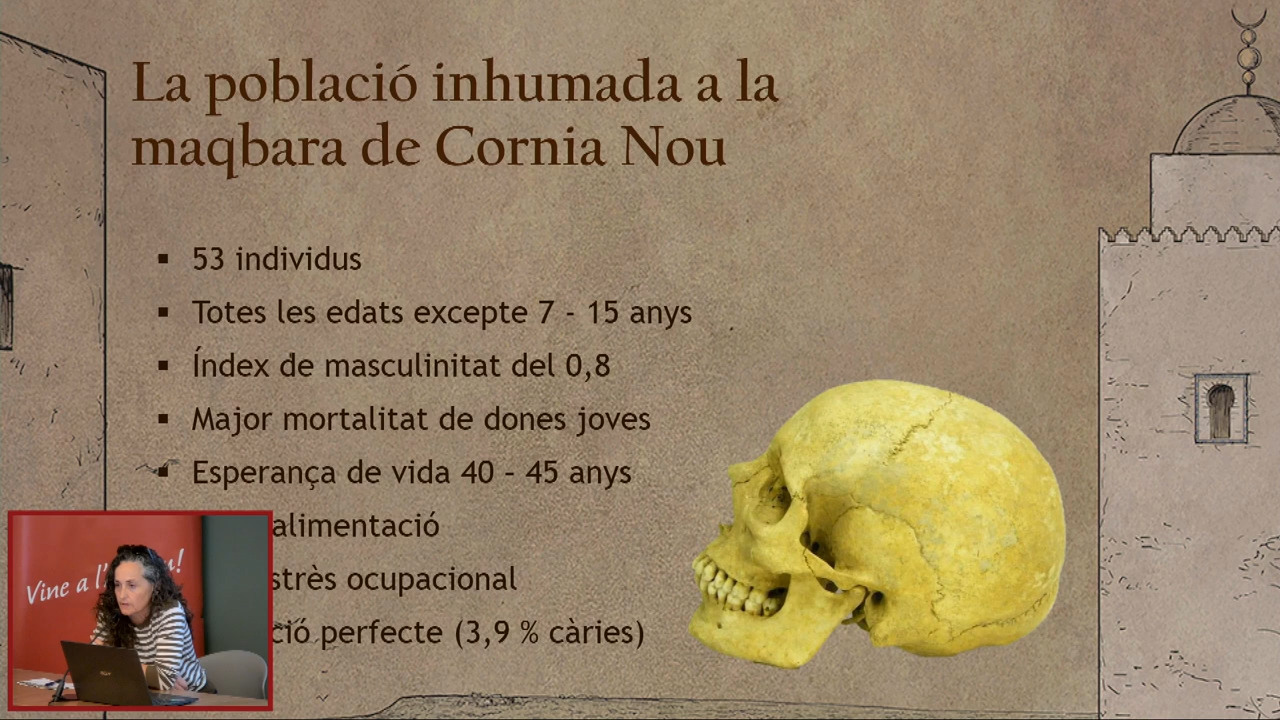 La població inhumada a la
maqbara de Cornia Nou
▪ 53 individus
▪ Totes les edats excepte 7 - 15 anys
▪ Índex de masculinitat del 0,8
▪ Major mortalitat de dones joves
▪ Esperança de vida 40 – 45 anys
alimentació
ocupacional
perfecte (3,9 % càries)
Vine a